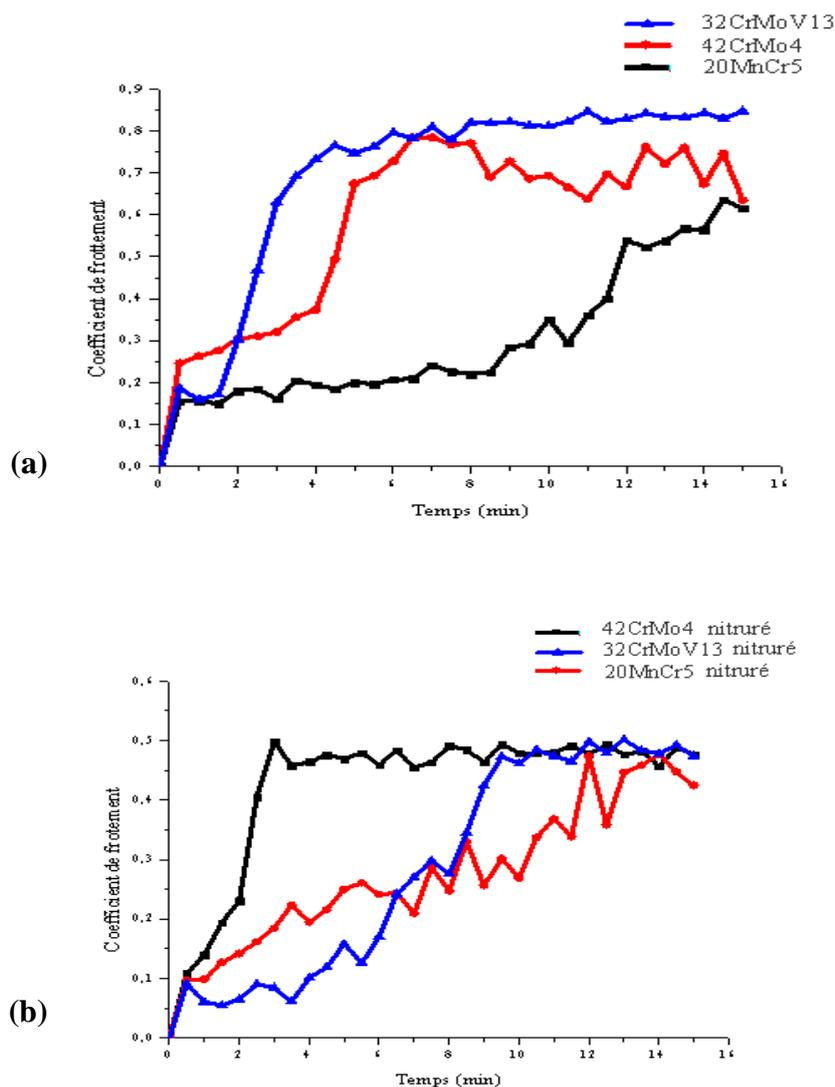 32CrMoV13
42CrMo4
20MnCr5
0.9
0.8
0.7
0.6
0.5
0.4
0.3
0.2
0.1
0.0
Coefficient de frottement
0 2 4 6 8 10 12 14 16
Temps (min)
(a)
42CrMo4 nitruré
32CrMoV13 nitruré
20MnCr5 nitruré
0.6
0.5
0.4
0.3
0.2
0.1
0.0
Coefficient de frotement
0 2 4 6 8 10 12 14 16
Temps (min)
(b)